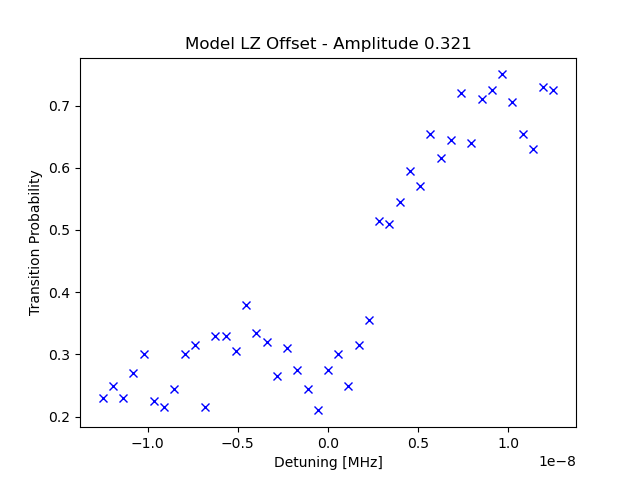 Model LZ Offset - Amplitude 0.321
Transition Probability
0.7
0.6
0.5
0.4
0.3
0.2
−1.0 −0.5 0.0 0.5 1.0
1e−8
Detuning [MHz]